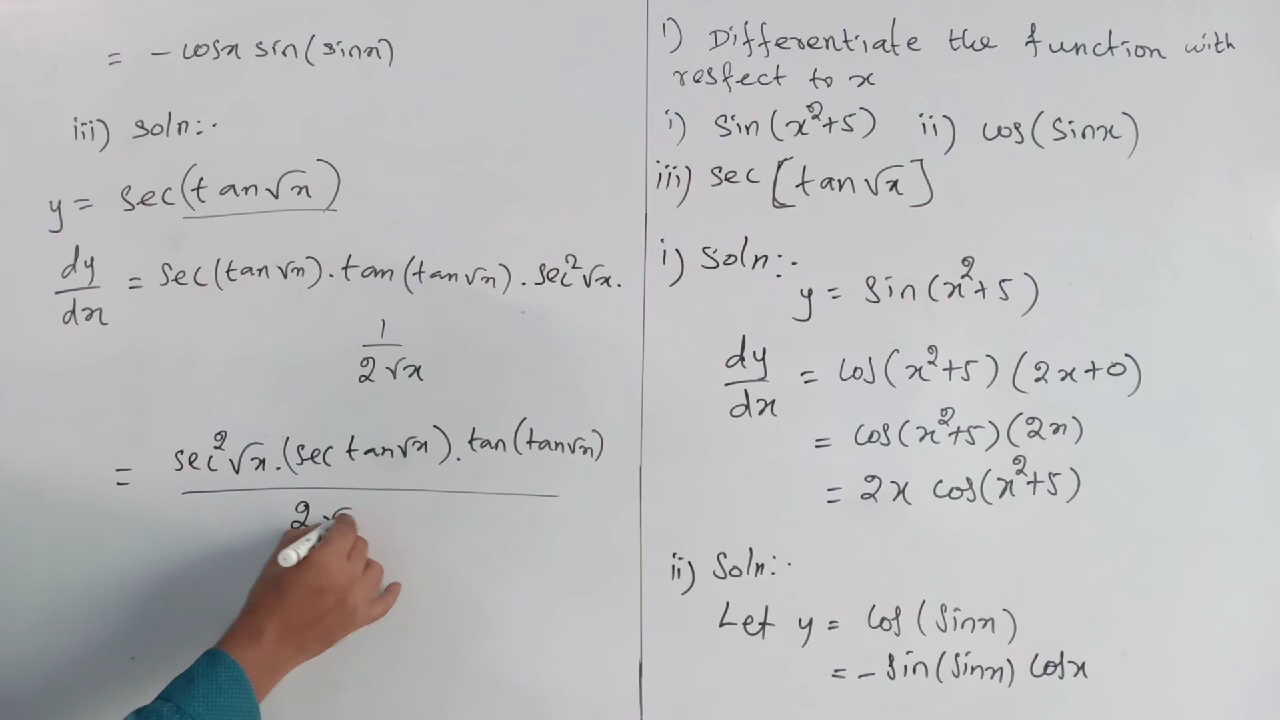 = - cosx sin(sinx)
iii) soln:.
y = sec(tan√x)
dy/dx = sec(tan√x).tan(tan√x).sec²√x.
1/2√x
= sec²√x.(sec tan√x).tan(tan√x)
2√
1) Differentiate the function with
resfect to x
i) sin(x²+5) ii) cos(sinx)
iii) sec[tan√x]
i) Soln:.
y = sin(x²+5)
dy/dx = cos(x²+5)(2x+0)
= cos(x²+5)(2x)
= 2x cos(x²+5)
ii) Soln:.
Let y = cos(sinx)
= - sin(sinx) cosx